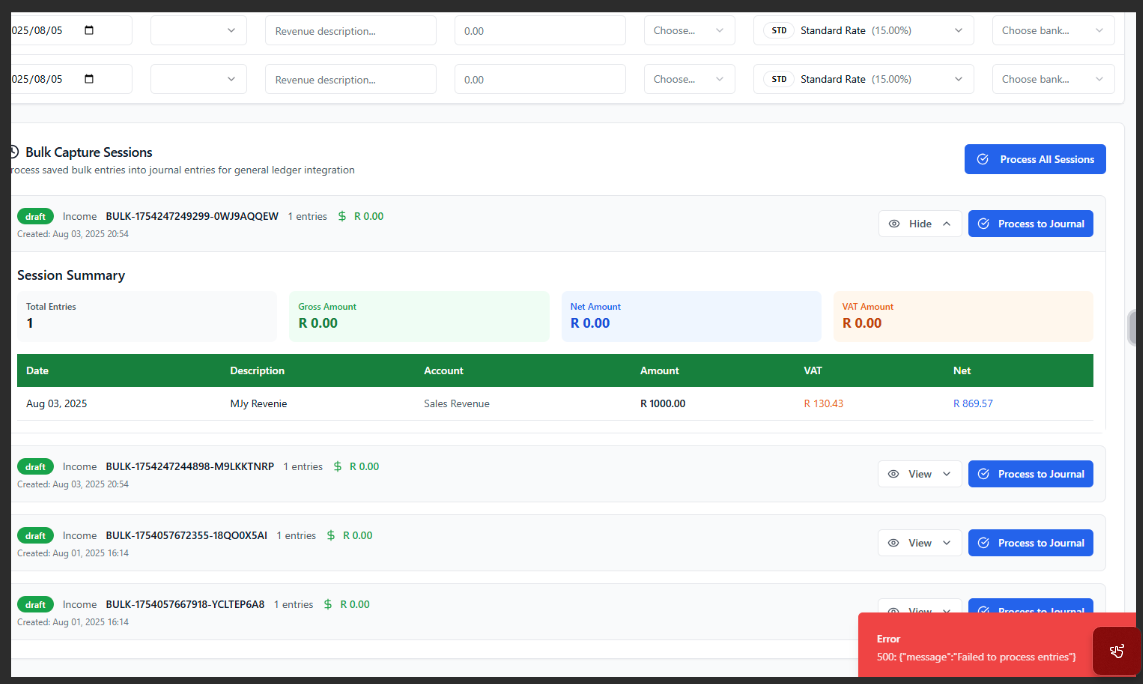 025/08/05 Revenue description... 0.00 Choose... STD Standard Rate (15.00%) Choose bank...
025/08/05 Revenue description... 0.00 Choose... STD Standard Rate (15.00%) Choose bank...
Bulk Capture Sessions
rocess saved bulk entries into journal entries for general ledger integration
Process All Sessions
draft Income BULK-1754247249299-0WJ9AQQEW 1 entries $ R 0.00
Created: Aug 03, 2025 20:54
Hide Process to Journal
Session Summary
Total Entries Gross Amount Net Amount VAT Amount
1 R 0.00 R 0.00 R 0.00
Date Description Account Amount VAT Net
Aug 03, 2025 MJy Revenie Sales Revenue R 1000.00 R 130.43 R 869.57
draft Income BULK-1754247244898-M9LKKTNRP 1 entries $ R 0.00
Created: Aug 03, 2025 20:54
View Process to Journal
draft Income BULK-1754057672355-18QO0X5AI 1 entries $ R 0.00
Created: Aug 01, 2025 16:14
View Process to Journal
draft Income BULK-1754057667918-YCLTEP6A8 1 entries $ R 0.00
Created: Aug 01, 2025 16:14
View Process to Journal
Error
500: {"message":"Failed to process entries"}